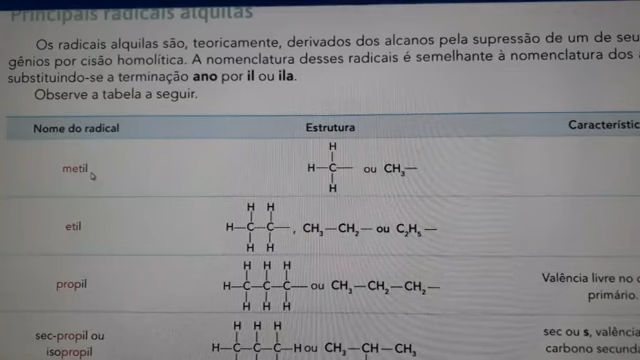 Principais radicais alquilas
Os radicais alquilas são, teoricamente, derivados dos alcanos pela supressão de um de seu
gênios por cisão homolítica. A nomenclatura desses radicais é semelhante à nomenclatura dos
substituindo-se a terminação ano por il ou ila.
Observe a tabela a seguir.
Nome do radical Estrutura Característic
metil H H—C— H ou CH₃—
etil H H H—C—C— H H , CH₃—CH₂— ou C₂H₅—
propil H H H H—C—C—C— H H H ou CH₃—CH₂—CH₂— Valência livre no
primário.
sec-propil ou H H H sec ou s, valência
isopropil H—C—C—C—H ou CH₃—CH—CH₃ carbono secund